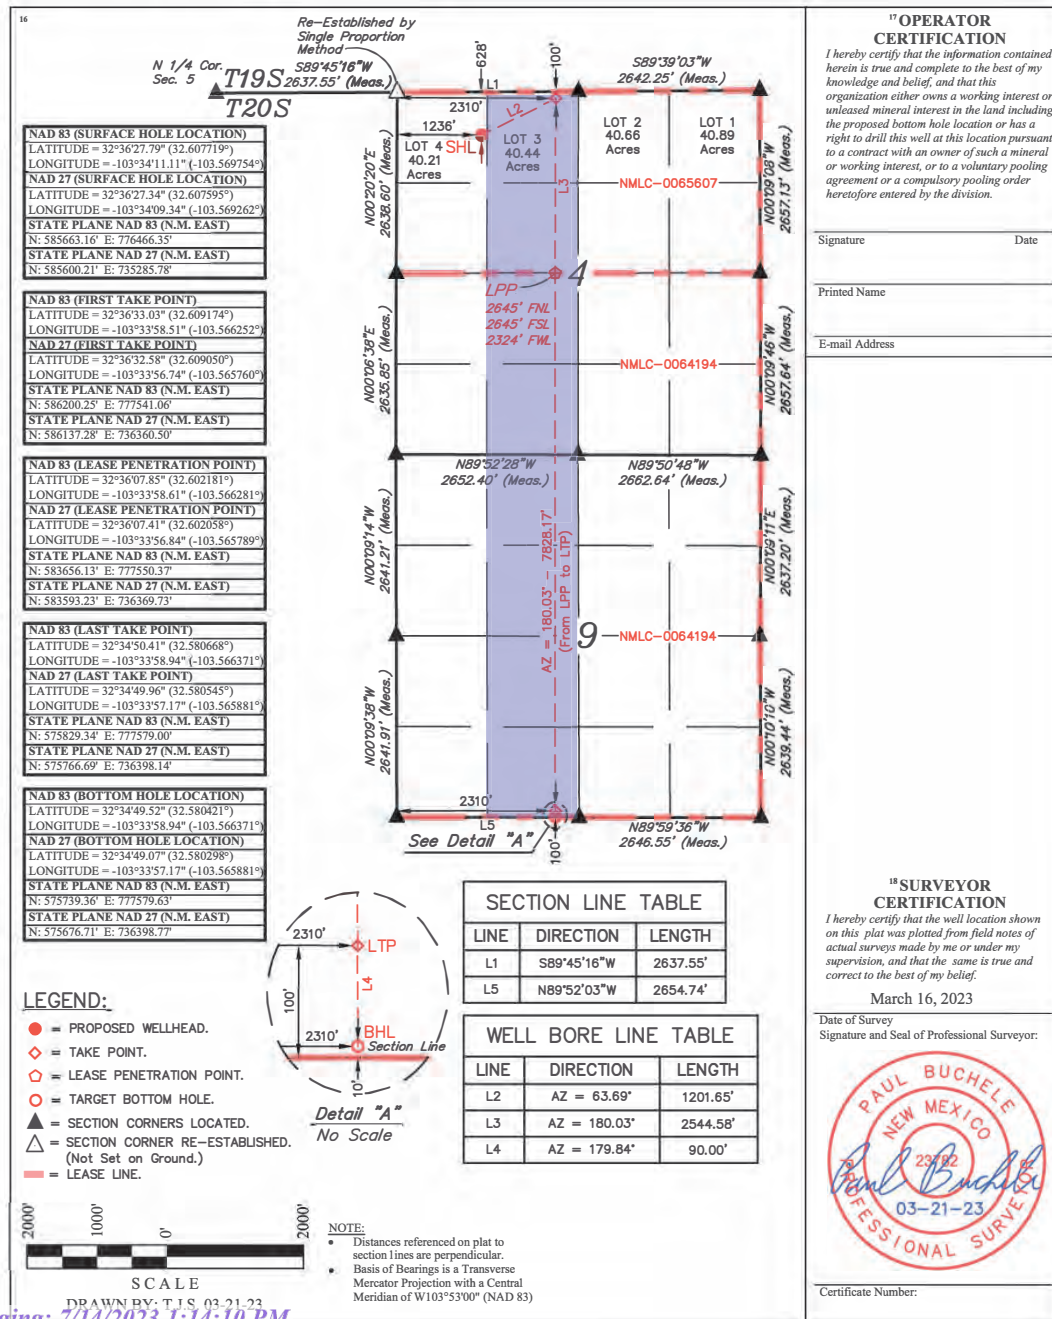 16
Re-Established by
Single Proportion
Method
N 1/4 Cor.
Sec. 5
T19S
T20S
S89°45'16"W
2637.55' (Meas.)
628'
100'
L1
S89°39'03"W
2642.25' (Meas.)
2310'
L2
1236'
SHL
LOT 4
40.21
Acres
LOT 3
40.44
Acres
LOT 2
40.66
Acres
LOT 1
40.89
Acres
L3
N00°20'20"E
2638.60' (Meas.)
NMLC-0065607
N00°09'08"W
2657.13' (Meas.)
4
LPP
2645' FNL
2645' FSL
2324' FWL
N00°06'38"E
2635.85' (Meas.)
NMLC-0064194
N00°09'46"W
2657.64' (Meas.)
N89°52'28"W
2652.40' (Meas.)
N89°50'48"W
2662.64' (Meas.)
N00°09'14"W
2641.21' (Meas.)
AZ = 180.03° - 7828.17'
(From LPP to LTP)
N00°09'11"E
2637.20' (Meas.)
9
NMLC-0064194
N00°09'38"W
2641.91' (Meas.)
N00°10'10"W
2639.44' (Meas.)
2310'
L5
See Detail "A"
100'
N89°59'36"W
2646.55' (Meas.)
NAD 83 (SURFACE HOLE LOCATION)
LATITUDE = 32°36'27.79" (32.607719°)
LONGITUDE = -103°34'11.11" (-103.569754°)
NAD 27 (SURFACE HOLE LOCATION)
LATITUDE = 32°36'27.34" (32.607595°)
LONGITUDE = -103°34'09.34" (-103.569262°)
STATE PLANE NAD 83 (N.M. EAST)
N: 585663.16' E: 776466.35'
STATE PLANE NAD 27 (N.M. EAST)
N: 585600.21' E: 735285.78'
NAD 83 (FIRST TAKE POINT)
LATITUDE = 32°36'33.03" (32.609174°)
LONGITUDE = -103°33'58.51" (-103.566252°)
NAD 27 (FIRST TAKE POINT)
LATITUDE = 32°36'32.58" (32.609050°)
LONGITUDE = -103°33'56.74" (-103.565760°)
STATE PLANE NAD 83 (N.M. EAST)
N: 586200.25' E: 777541.06'
STATE PLANE NAD 27 (N.M. EAST)
N: 586137.28' E: 736360.50'
NAD 83 (LEASE PENETRATION POINT)
LATITUDE = 32°36'07.85" (32.602181°)
LONGITUDE = -103°33'58.61" (-103.566281°)
NAD 27 (LEASE PENETRATION POINT)
LATITUDE = 32°36'07.41" (32.602058°)
LONGITUDE = -103°33'56.84" (-103.565789°)
STATE PLANE NAD 83 (N.M. EAST)
N: 583656.13' E: 777550.37'
STATE PLANE NAD 27 (N.M. EAST)
N: 583593.23' E: 736369.73'
NAD 83 (LAST TAKE POINT)
LATITUDE = 32°34'50.41" (32.580668°)
LONGITUDE = -103°33'58.94" (-103.566371°)
NAD 27 (LAST TAKE POINT)
LATITUDE = 32°34'49.96" (32.580545°)
LONGITUDE = -103°33'57.17" (-103.565881°)
STATE PLANE NAD 83 (N.M. EAST)
N: 575829.34' E: 777579.00'
STATE PLANE NAD 27 (N.M. EAST)
N: 575766.69' E: 736398.14'
NAD 83 (BOTTOM HOLE LOCATION)
LATITUDE = 32°34'49.52" (32.580421°)
LONGITUDE = -103°33'58.94" (-103.566371°)
NAD 27 (BOTTOM HOLE LOCATION)
LATITUDE = 32°34'49.07" (32.580298°)
LONGITUDE = -103°33'57.17" (-103.565881°)
STATE PLANE NAD 83 (N.M. EAST)
N: 575739.36' E: 777579.63'
STATE PLANE NAD 27 (N.M. EAST)
N: 575676.71' E: 736398.77'
LEGEND:
= PROPOSED WELLHEAD.
= TAKE POINT.
= LEASE PENETRATION POINT.
= TARGET BOTTOM HOLE.
= SECTION CORNERS LOCATED.
= SECTION CORNER RE-ESTABLISHED.
(Not Set on Ground.)
= LEASE LINE.
2310'
LTP
L4
100'
2310'
BHL
Section Line
10'
Detail "A"
No Scale
SECTION LINE TABLE
LINE DIRECTION LENGTH
L1 S89°45'16"W 2637.55'
L5 N89°52'03"W 2654.74'
WELL BORE LINE TABLE
LINE DIRECTION LENGTH
L2 AZ = 63.69° 1201.65'
L3 AZ = 180.03° 2544.58'
L4 AZ = 179.84° 90.00'
2000' 1000' 0' 2000'
SCALE
DRAWN BY: T.J.S. 03-21-23
NOTE:
• Distances referenced on plat to
section lines are perpendicular.
• Basis of Bearings is a Transverse
Mercator Projection with a Central
Meridian of W103°53'00" (NAD 83)
ging: 7/14/2023 1:14:10 PM
17 OPERATOR
CERTIFICATION
I hereby certify that the information contained
herein is true and complete to the best of my
knowledge and belief, and that this
organization either owns a working interest or
unleased mineral interest in the land including
the proposed bottom hole location or has a
right to drill this well at this location pursuant
to a contract with an owner of such a mineral
or working interest, or to a voluntary pooling
agreement or a compulsory pooling order
heretofore entered by the division.
Signature Date
Printed Name
E-mail Address
18 SURVEYOR
CERTIFICATION
I hereby certify that the well location shown
on this plat was plotted from field notes of
actual surveys made by me or under my
supervision, and that the same is true and
correct to the best of my belief.
March 16, 2023
Date of Survey
Signature and Seal of Professional Surveyor:
PAUL BUCHELE
NEW MEXICO
23782
Paul Buchele
03-21-23
PROFESSIONAL SURVEYOR
Certificate Number: